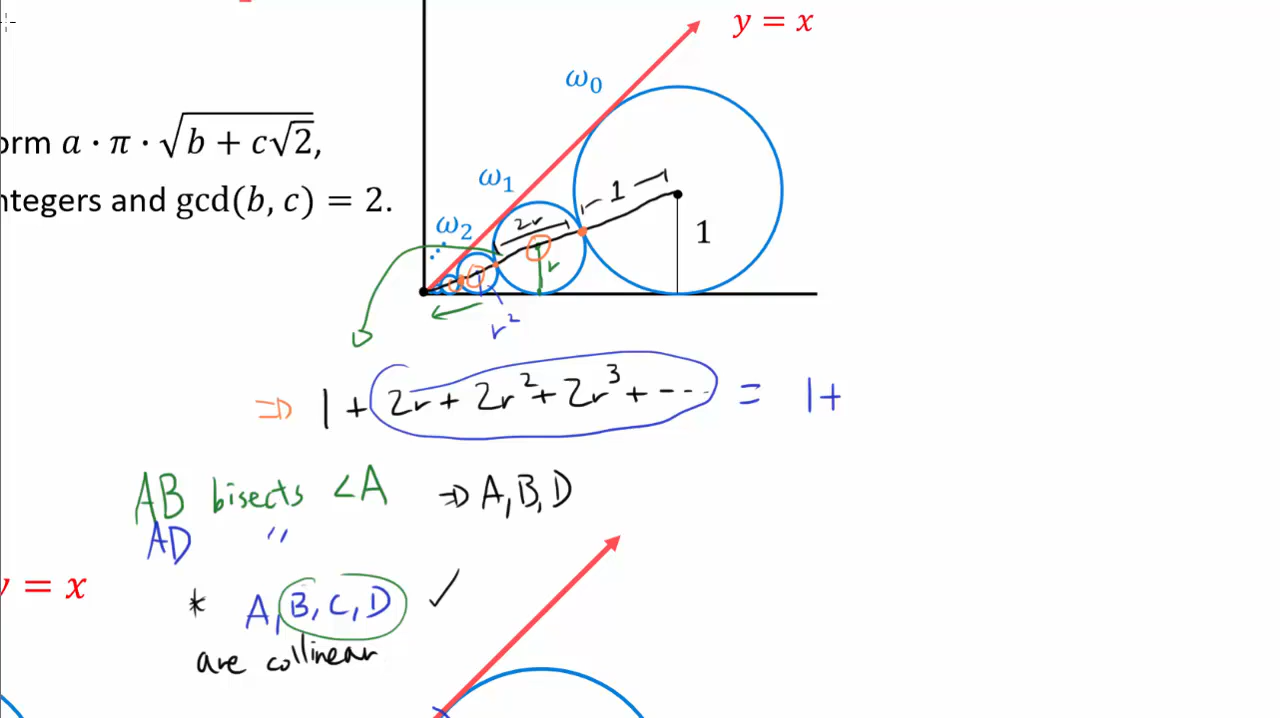 y = x
ω₀
orm a · π · √(b + c√2),
ω₁
1
ntegers and gcd(b, c) = 2.
ω₂
2r
1
r
r²
⇒ 1 + 2r + 2r² + 2r³ + ··· = 1+
AB bisects ∠A ⇒ A, B, D
AD "
y = x
* A, B, C, D ✓
are collinear